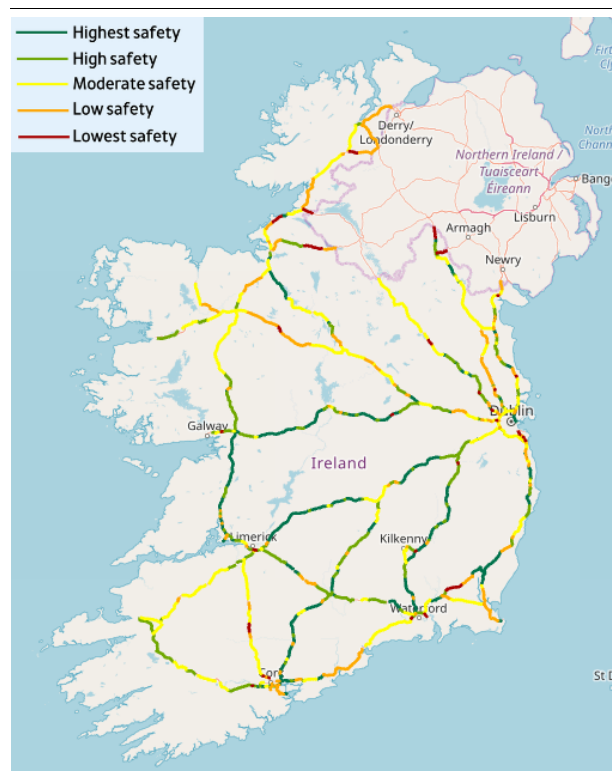 Highest safety
High safety
Moderate safety
Low safety
Lowest safety
Derry/
Londonderry
Northern Ireland /
Tuaisceart
Éireann
Lisburn
Armagh
Newry
Dublin
Galway
Ireland
Limerick
Kilkenny
Waterford
Cork
St D